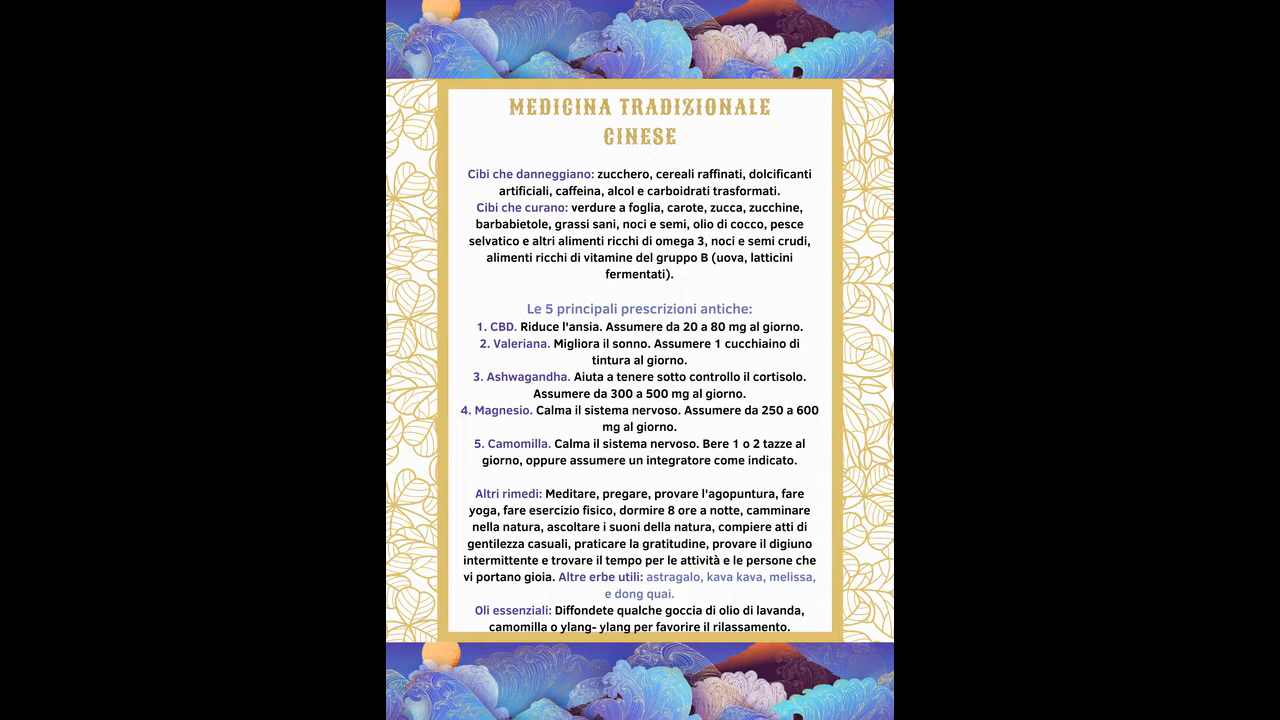 MEDICINA TRADIZIONALE
CINESE
Cibi che danneggiano: zucchero, cereali raffinati, dolcificanti
artificiali, caffeina, alcol e carboidrati trasformati.
Cibi che curano: verdure a foglia, carote, zucca, zucchine,
barbabietole, grassi sani, noci e semi, olio di cocco, pesce
selvatico e altri alimenti ricchi di omega 3, noci e semi crudi,
alimenti ricchi di vitamine del gruppo B (uova, latticini
fermentati).
Le 5 principali prescrizioni antiche:
1. CBD. Riduce l'ansia. Assumere da 20 a 80 mg al giorno.
2. Valeriana. Migliora il sonno. Assumere 1 cucchiaino di
tintura al giorno.
3. Ashwagandha. Aiuta a tenere sotto controllo il cortisolo.
Assumere da 300 a 500 mg al giorno.
4. Magnesio. Calma il sistema nervoso. Assumere da 250 a 600
mg al giorno.
5. Camomilla. Calma il sistema nervoso. Bere 1 o 2 tazze al
giorno, oppure assumere un integratore come indicato.
Altri rimedi: Meditare, pregare, provare l'agopuntura, fare
yoga, fare esercizio fisico, dormire 8 ore a notte, camminare
nella natura, ascoltare i suoni della natura, compiere atti di
gentilezza casuali, praticare la gratitudine, provare il digiuno
intermittente e trovare il tempo per le attività e le persone che
vi portano gioia. Altre erbe utili: astragalo, kava kava, melissa,
e dong quai.
Oli essenziali: Diffondete qualche goccia di olio di lavanda,
camomilla o ylang- ylang per favorire il rilassamento.